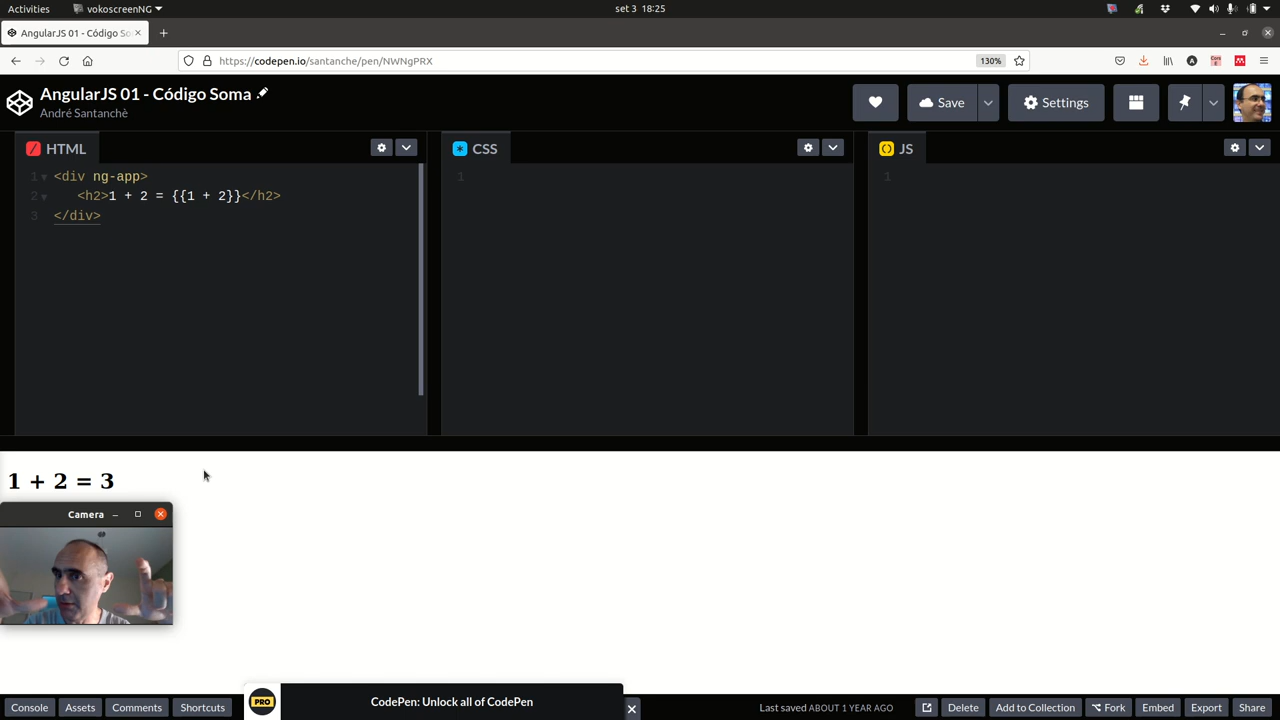 Activities
vokoscreenNG
set 3 18:25
AngularJS 01 - Código So
https://codepen.io/santanche/pen/NWNgPRX
130%
AngularJS 01 - Código Soma
André Santanchè
Save
Settings
HTML
CSS
JS
1 <div ng-app>
2 <h2>1 + 2 = {{1 + 2}}</h2>
3 </div>
1
1
1 + 2 = 3
Camera
PRO
CodePen: Unlock all of CodePen
Console
Assets
Comments
Shortcuts
Last saved ABOUT 1 YEAR AGO
Delete
Add to Collection
Fork
Embed
Export
Share